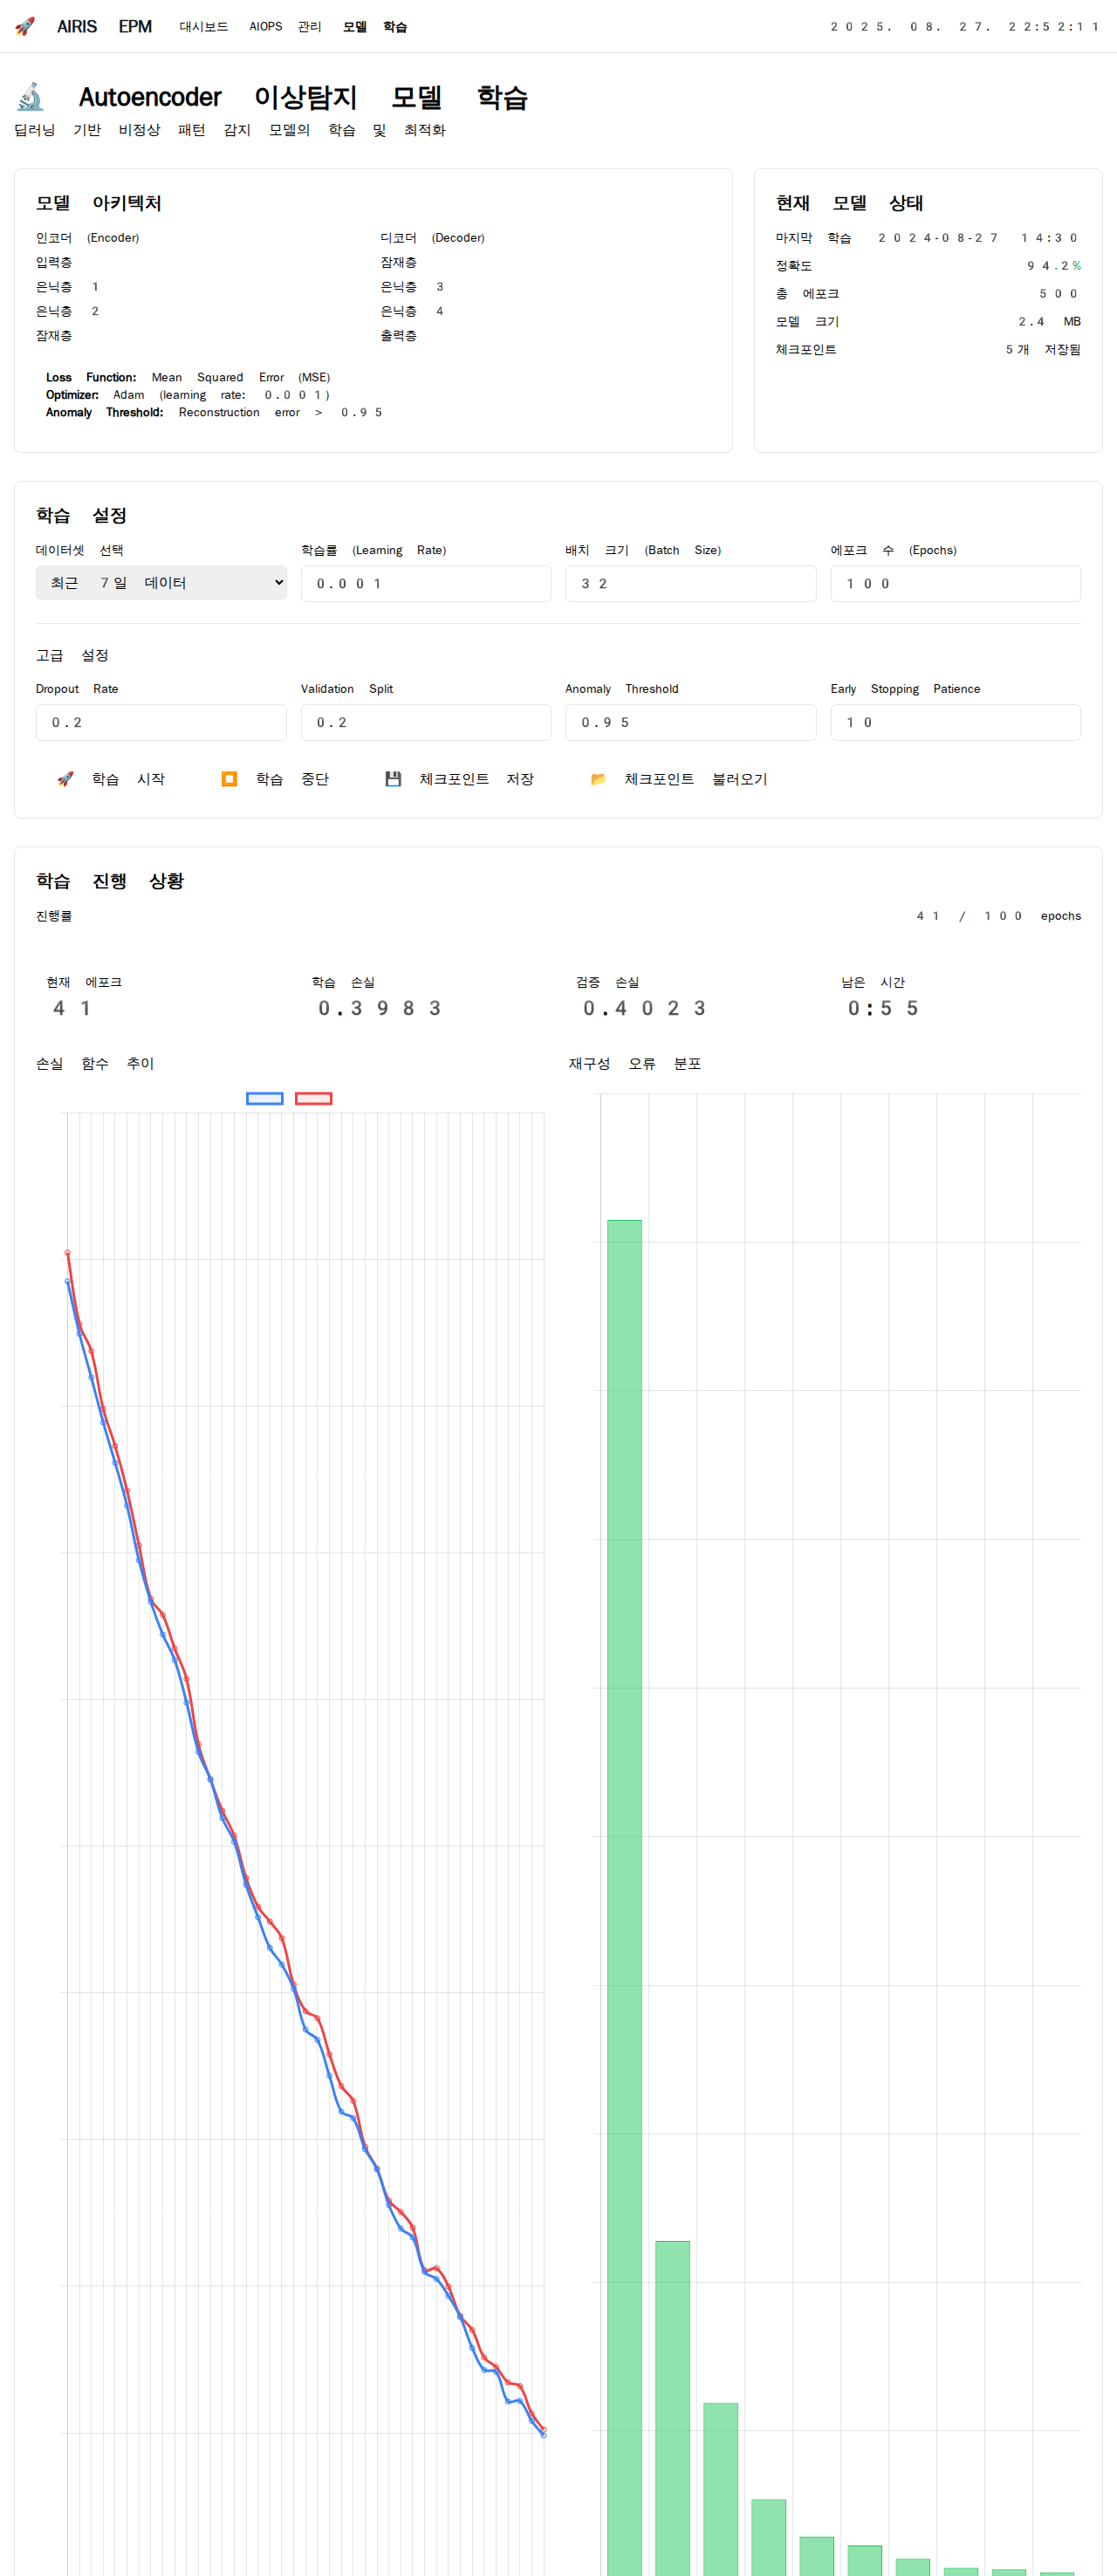 🚀 AIRIS EPM 대시보드 AIOPS 관리 모델 학습 2025. 08. 27. 22:52:11
🔬 Autoencoder 이상탐지 모델 학습
딥러닝 기반 비정상 패턴 감지 모델의 학습 및 최적화
모델 아키텍처
인코더 (Encoder)
입력층
은닉층 1
은닉층 2
잠재층
디코더 (Decoder)
잠재층
은닉층 3
은닉층 4
출력층
Loss Function: Mean Squared Error (MSE)
Optimizer: Adam (learning rate: 0.001)
Anomaly Threshold: Reconstruction error > 0.95
현재 모델 상태
마지막 학습 2024-08-27 14:30
정확도 94.2%
총 에포크 500
모델 크기 2.4 MB
체크포인트 5개 저장됨
학습 설정
데이터셋 선택
최근 7일 데이터
학습률 (Learning Rate)
0.001
배치 크기 (Batch Size)
32
에포크 수 (Epochs)
100
고급 설정
Dropout Rate
0.2
Validation Split
0.2
Anomaly Threshold
0.95
Early Stopping Patience
10
🚀 학습 시작 ⏹️ 학습 중단 💾 체크포인트 저장 📂 체크포인트 불러오기
학습 진행 상황
진행률 41 / 100 epochs
현재 에포크
41
학습 손실
0.3983
검증 손실
0.4023
남은 시간
0:55
손실 함수 추이
재구성 오류 분포